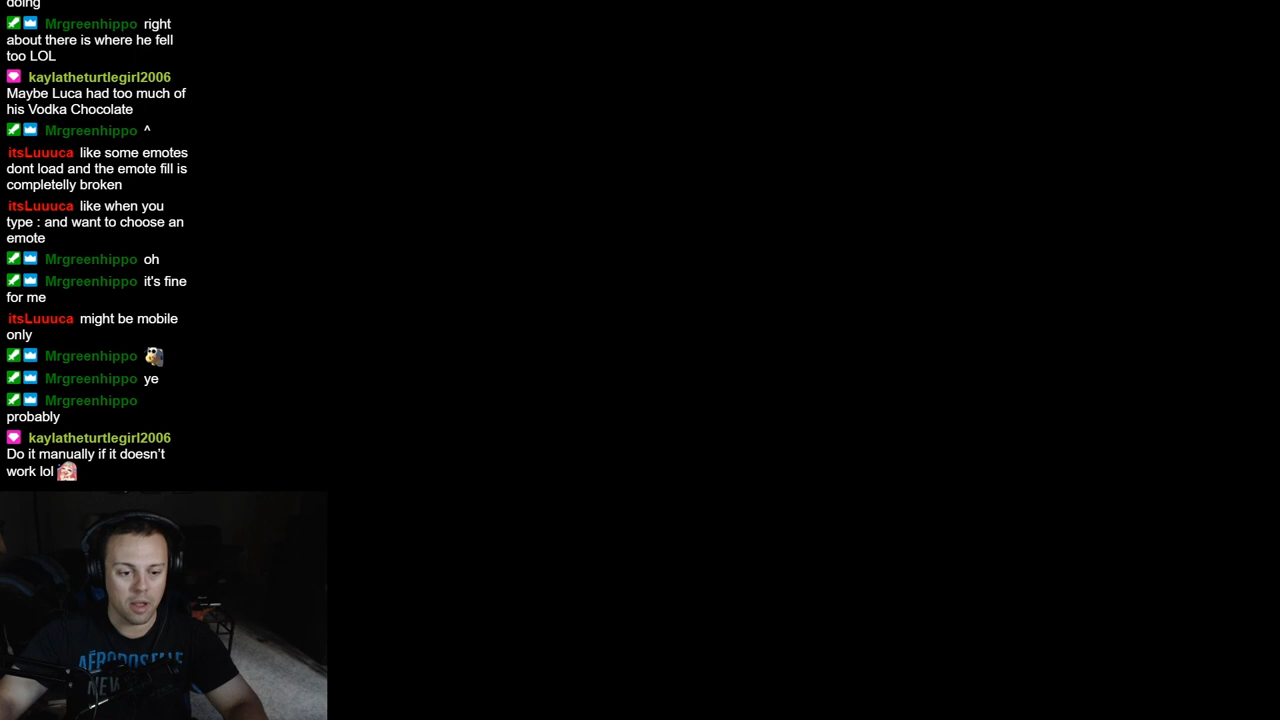 doing
Mrgreenhippo right
about there is where he fell
too LOL
kaylatheturtlegirl2006
Maybe Luca had too much of
his Vodka Chocolate
Mrgreenhippo ^
itsLuuuca like some emotes
dont load and the emote fill is
completelly broken
itsLuuuca like when you
type : and want to choose an
emote
Mrgreenhippo oh
Mrgreenhippo it's fine
for me
itsLuuuca might be mobile
only
Mrgreenhippo
Mrgreenhippo ye
Mrgreenhippo
probably
kaylatheturtlegirl2006
Do it manually if it doesn't
work lol
AÉROPOSTALE
NEW